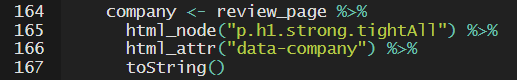 164 company <- review_page %>%
165 html_node("p.h1.strong.tightAll") %>%
166 html_attr("data-company") %>%
167 toString()